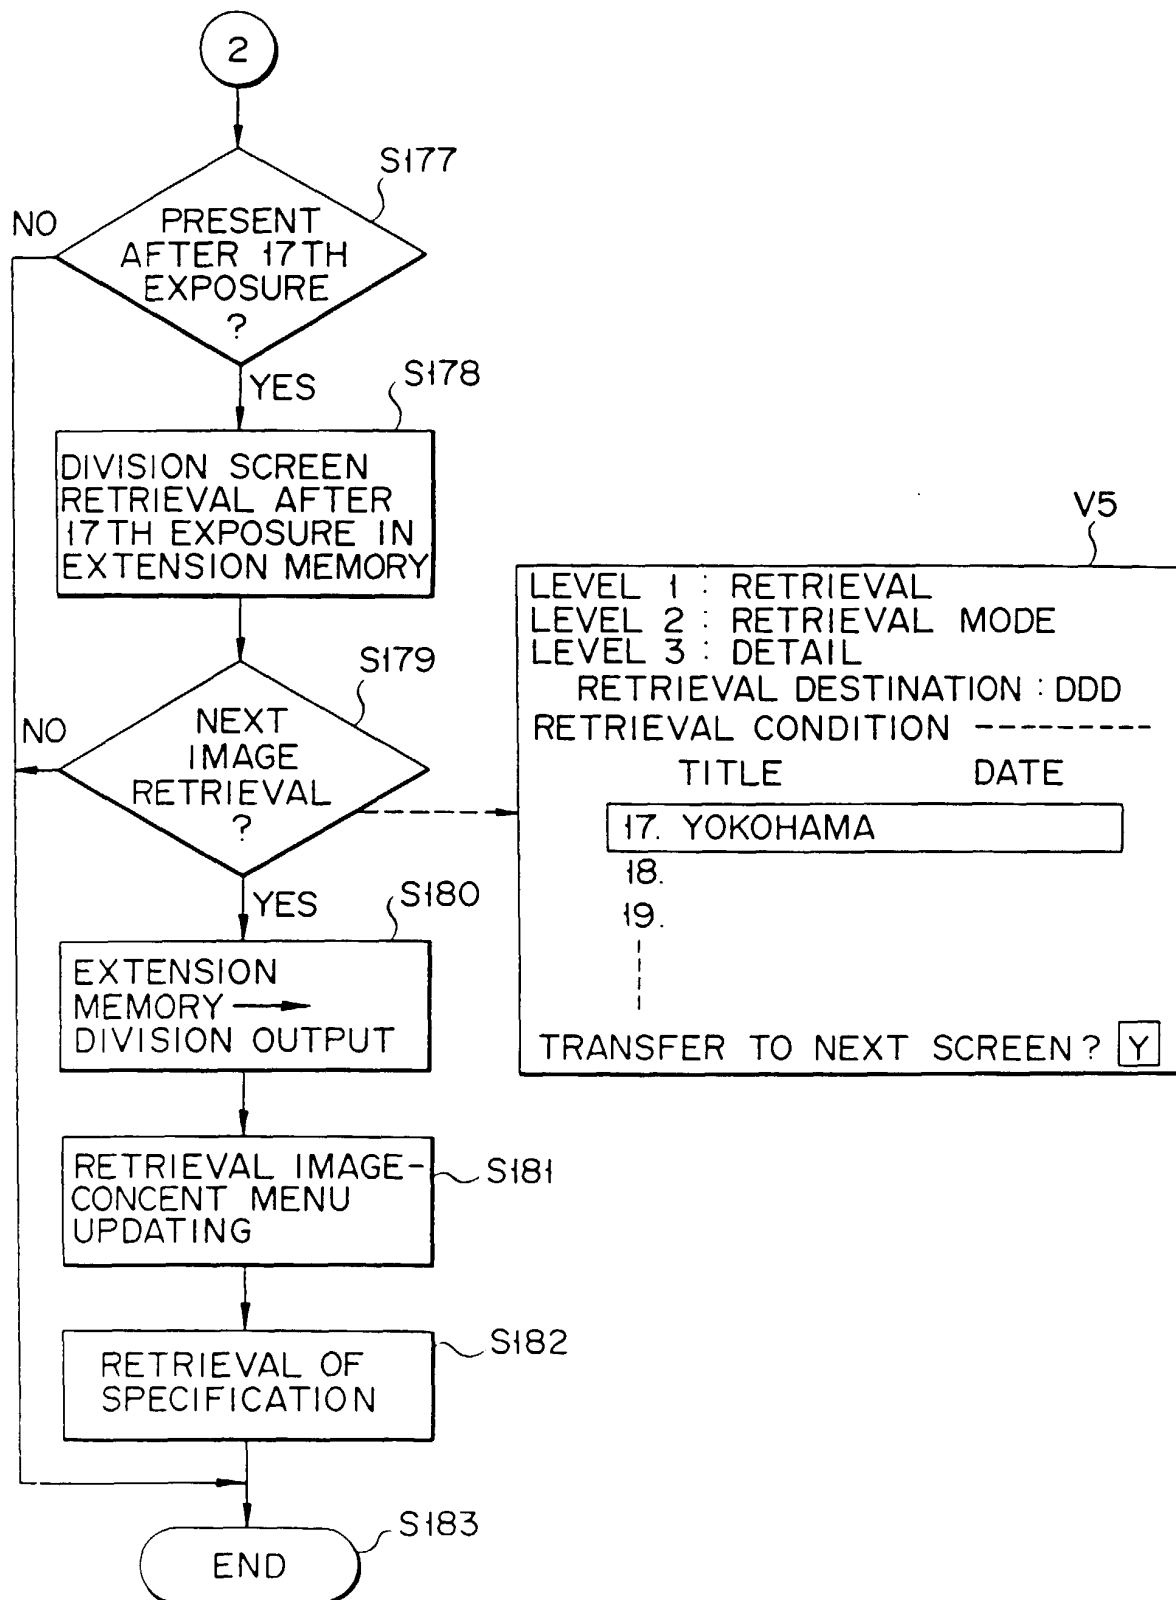 2
S177
NO
PRESENT
AFTER 17TH
EXPOSURE
?
YES
S178
DIVISION SCREEN
RETRIEVAL AFTER
17TH EXPOSURE IN
EXTENSION MEMORY
S179
NO
NEXT
IMAGE
RETRIEVAL
?
YES
S180
EXTENSION
MEMORY →
DIVISION OUTPUT
RETRIEVAL IMAGE-
CONCENT MENU
UPDATING
S181
RETRIEVAL OF
SPECIFICATION
S182
END
S183
V5
LEVEL 1 : RETRIEVAL
LEVEL 2 : RETRIEVAL MODE
LEVEL 3 : DETAIL
RETRIEVAL DESTINATION : DDD
RETRIEVAL CONDITION ---------
TITLE DATE
17. YOKOHAMA
18.
19.
TRANSFER TO NEXT SCREEN? Y